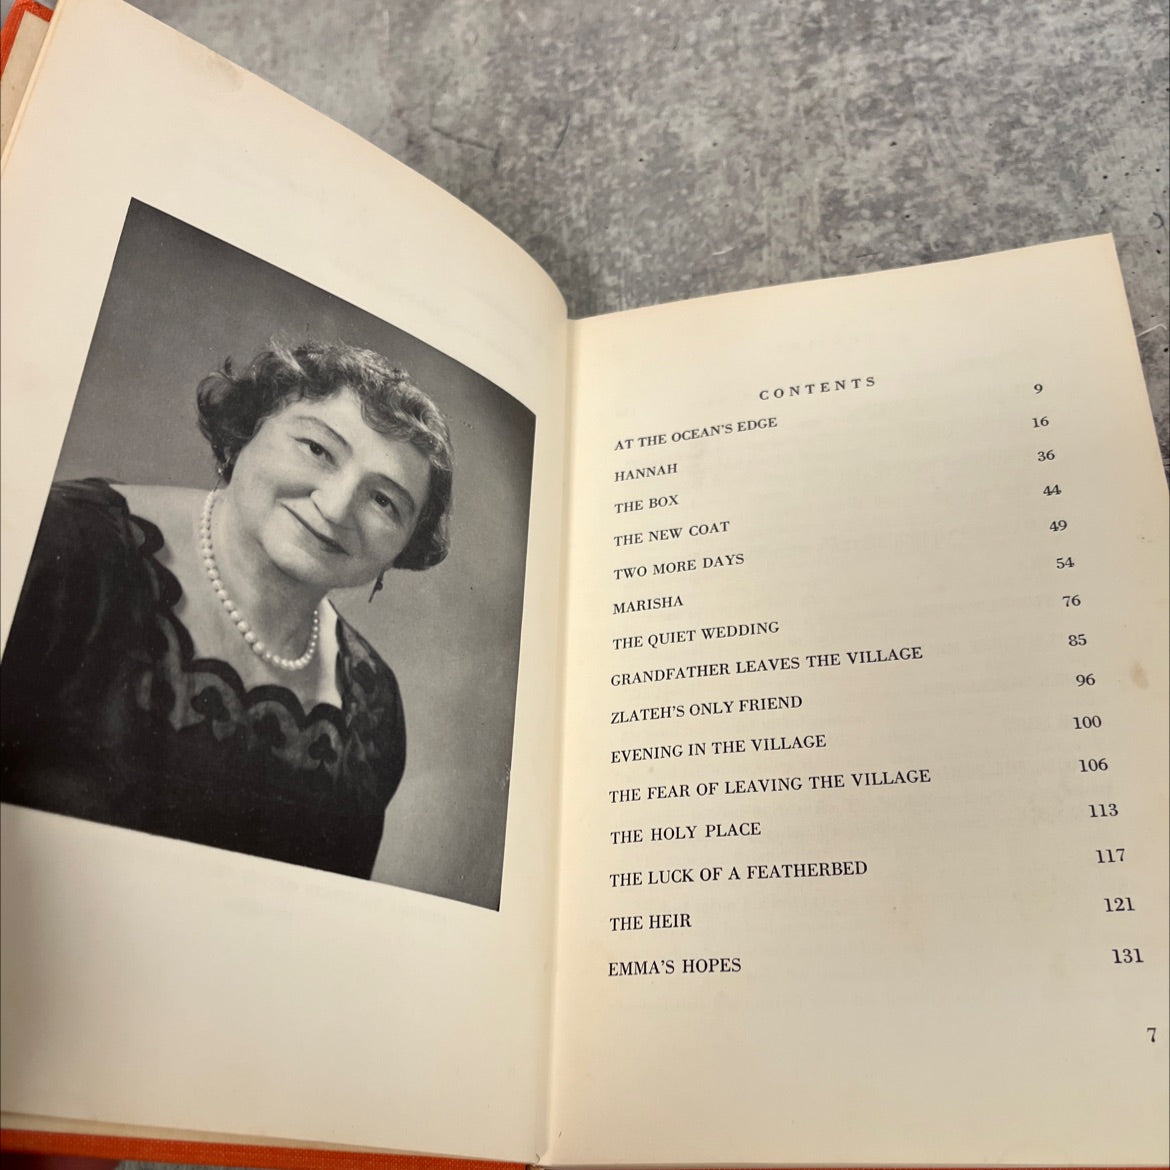 CONTENTS
AT THE OCEAN'S EDGE 9
HANNAH 16
THE BOX 36
THE NEW COAT 44
TWO MORE DAYS 49
MARISHA 54
THE QUIET WEDDING 76
GRANDFATHER LEAVES THE VILLAGE 85
ZLATEH'S ONLY FRIEND 96
EVENING IN THE VILLAGE 100
THE FEAR OF LEAVING THE VILLAGE 106
THE HOLY PLACE 113
THE LUCK OF A FEATHERBED 117
THE HEIR 121
EMMA'S HOPES 131
7